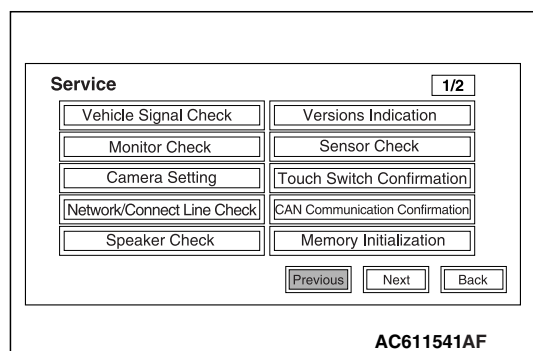 Service 1/2
Vehicle Signal Check Versions Indication
Monitor Check Sensor Check
Camera Setting Touch Switch Confirmation
Network/Connect Line Check CAN Communication Confirmation
Speaker Check Memory Initialization
Previous Next Back
AC611541AF